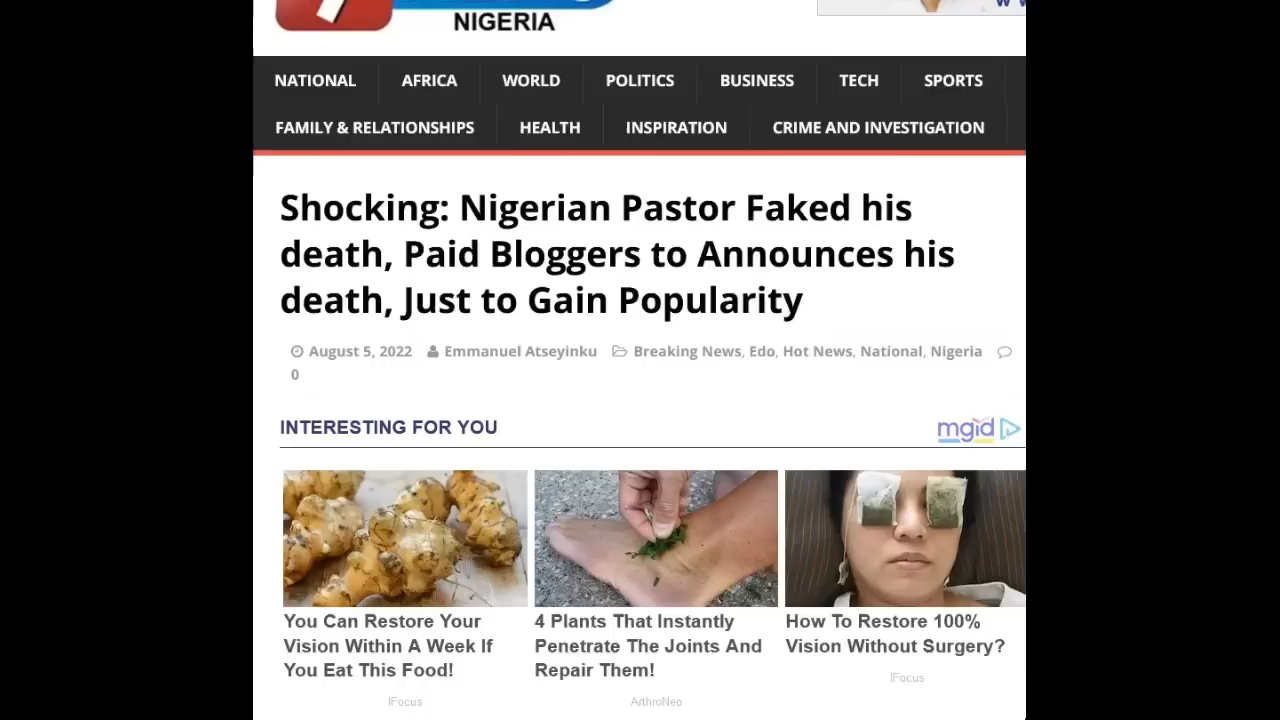 NIGERIA
NATIONAL AFRICA WORLD POLITICS BUSINESS TECH SPORTS
FAMILY & RELATIONSHIPS HEALTH INSPIRATION CRIME AND INVESTIGATION
Shocking: Nigerian Pastor Faked his
death, Paid Bloggers to Announces his
death, Just to Gain Popularity
August 5, 2022 Emmanuel Atseyinku Breaking News, Edo, Hot News, National, Nigeria
0
INTERESTING FOR YOU mgid
You Can Restore Your
Vision Within A Week If
You Eat This Food!
IFocus
4 Plants That Instantly
Penetrate The Joints And
Repair Them!
ArthroNeo
How To Restore 100%
Vision Without Surgery?
IFocus